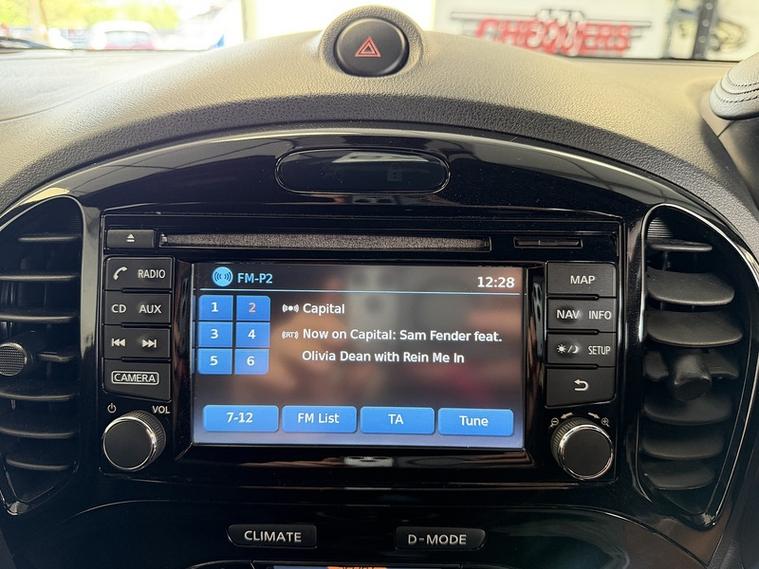 CHEQUERS
RADIO
CD AUX
CAMERA
VOL
FM-P2
12:28
1 2
3 4
5 6
Capital
(RT) Now on Capital: Sam Fender feat.
Olivia Dean with Rein Me In
7-12
FM List
TA
Tune
MAP
NAV INFO
SETUP
CLIMATE
D-MODE